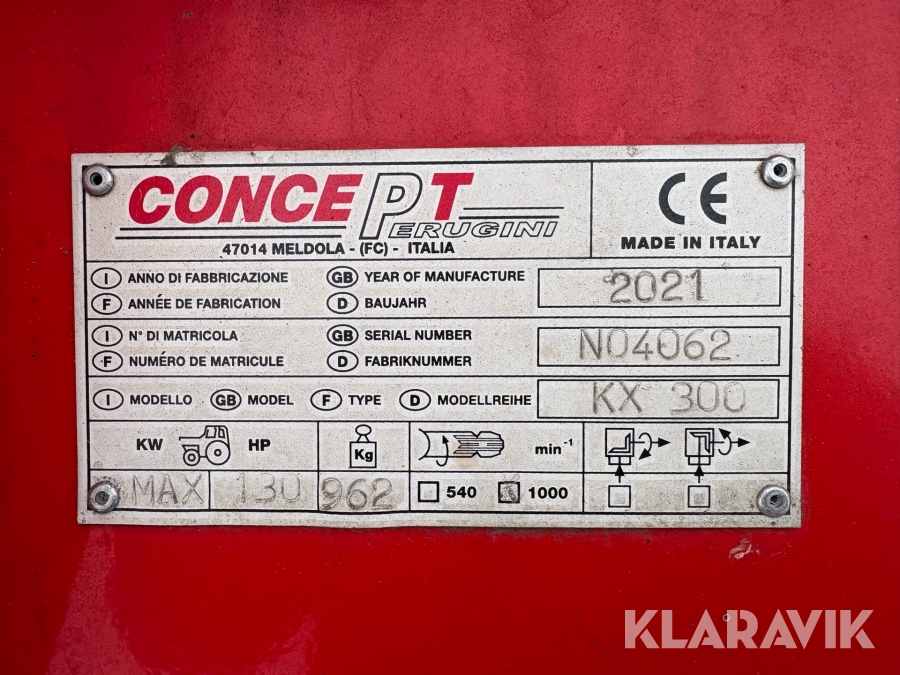 CONCEPT
PERUGINI
47014 MELDOLA - (FC) - ITALIA
CE
MADE IN ITALY
I ANNO DI FABBRICAZIONE GB YEAR OF MANUFACTURE 2021
F ANNÉE DE FABRICATION D BAUJAHR
I N° DI MATRICOLA GB SERIAL NUMBER NO4062
F NUMÉRO DE MATRICULE D FABRIKNUMMER
I MODELLO GB MODEL F TYPE D MODELLREIHE KX 300
KW HP Kg min-1
MAX 130 962 540 1000
KLARAVIK